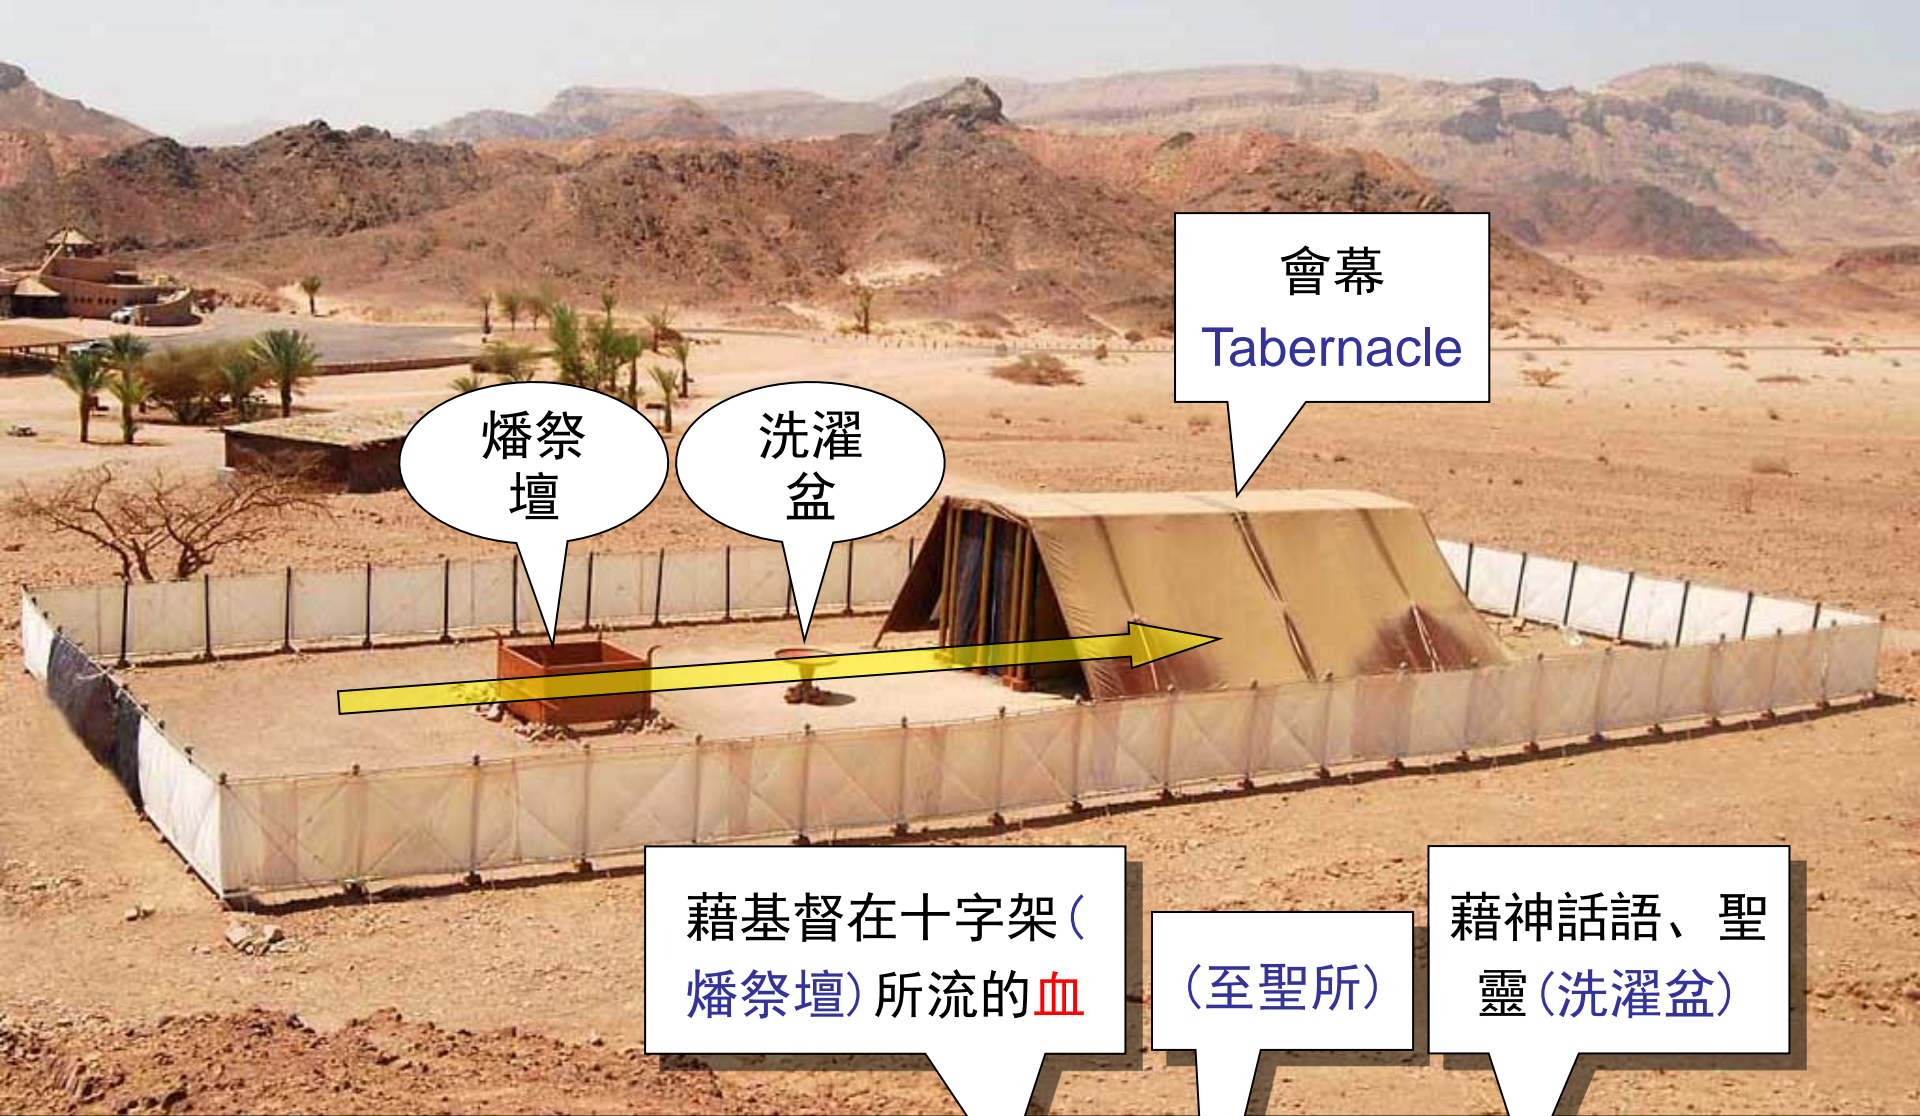 會幕
Tabernacle
燔祭
壇
洗濯
盆
藉基督在十字架(
燔祭壇)所流的血
(至聖所)
藉神話語、聖
靈(洗濯盆)